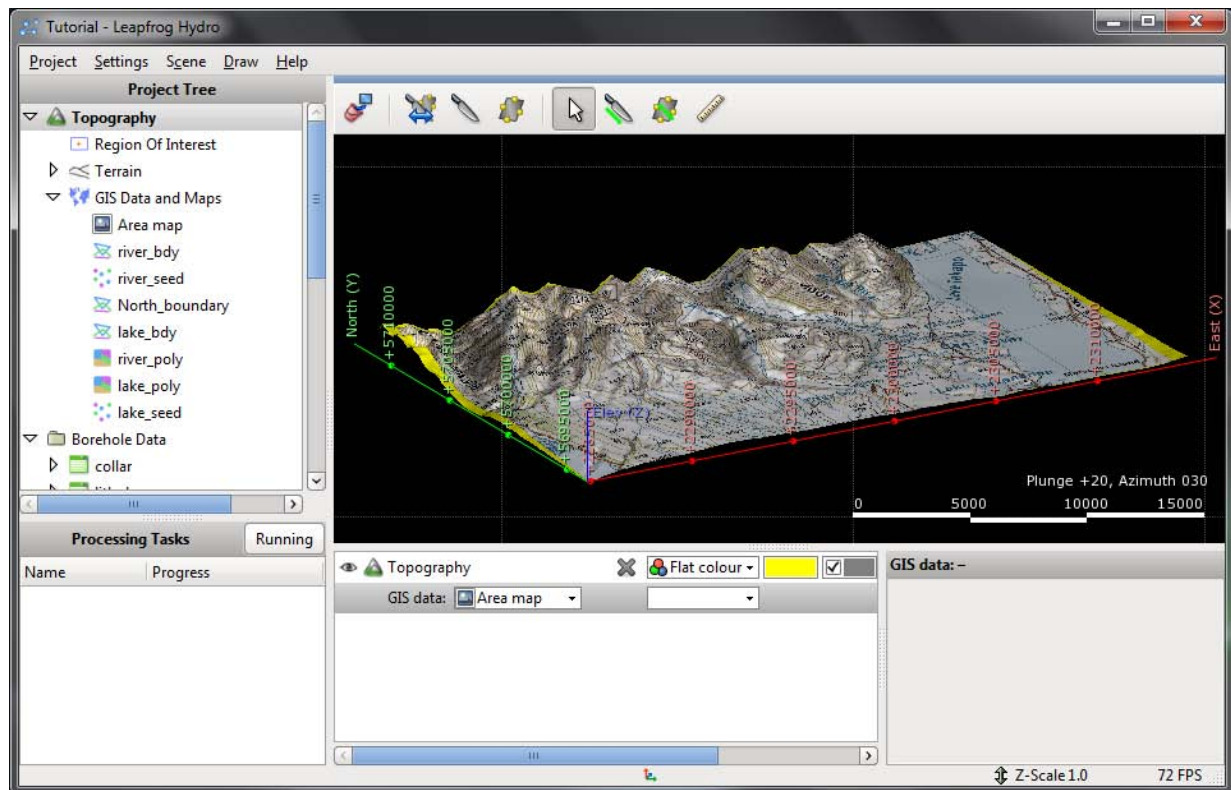 Tutorial - Leapfrog Hydro
Project Settings Scene Draw Help
Project Tree
Topography
Region Of Interest
Terrain
GIS Data and Maps
Area map
river_bdy
river_seed
North_boundary
lake_bdy
river_poly
lake_poly
lake_seed
Borehole Data
collar
Processing Tasks Running
Name Progress
North (Y)
+5710000
+5705000
+5700000
+5695000
Elev (Z)
+2290000
+2295000
+2300000
+2305000
+2310000
East (X)
Lake Tekapo
Plunge +20, Azimuth 030
0 5000 10000 15000
Topography Flat colour
GIS data: Area map
GIS data: –
Z-Scale 1.0 72 FPS